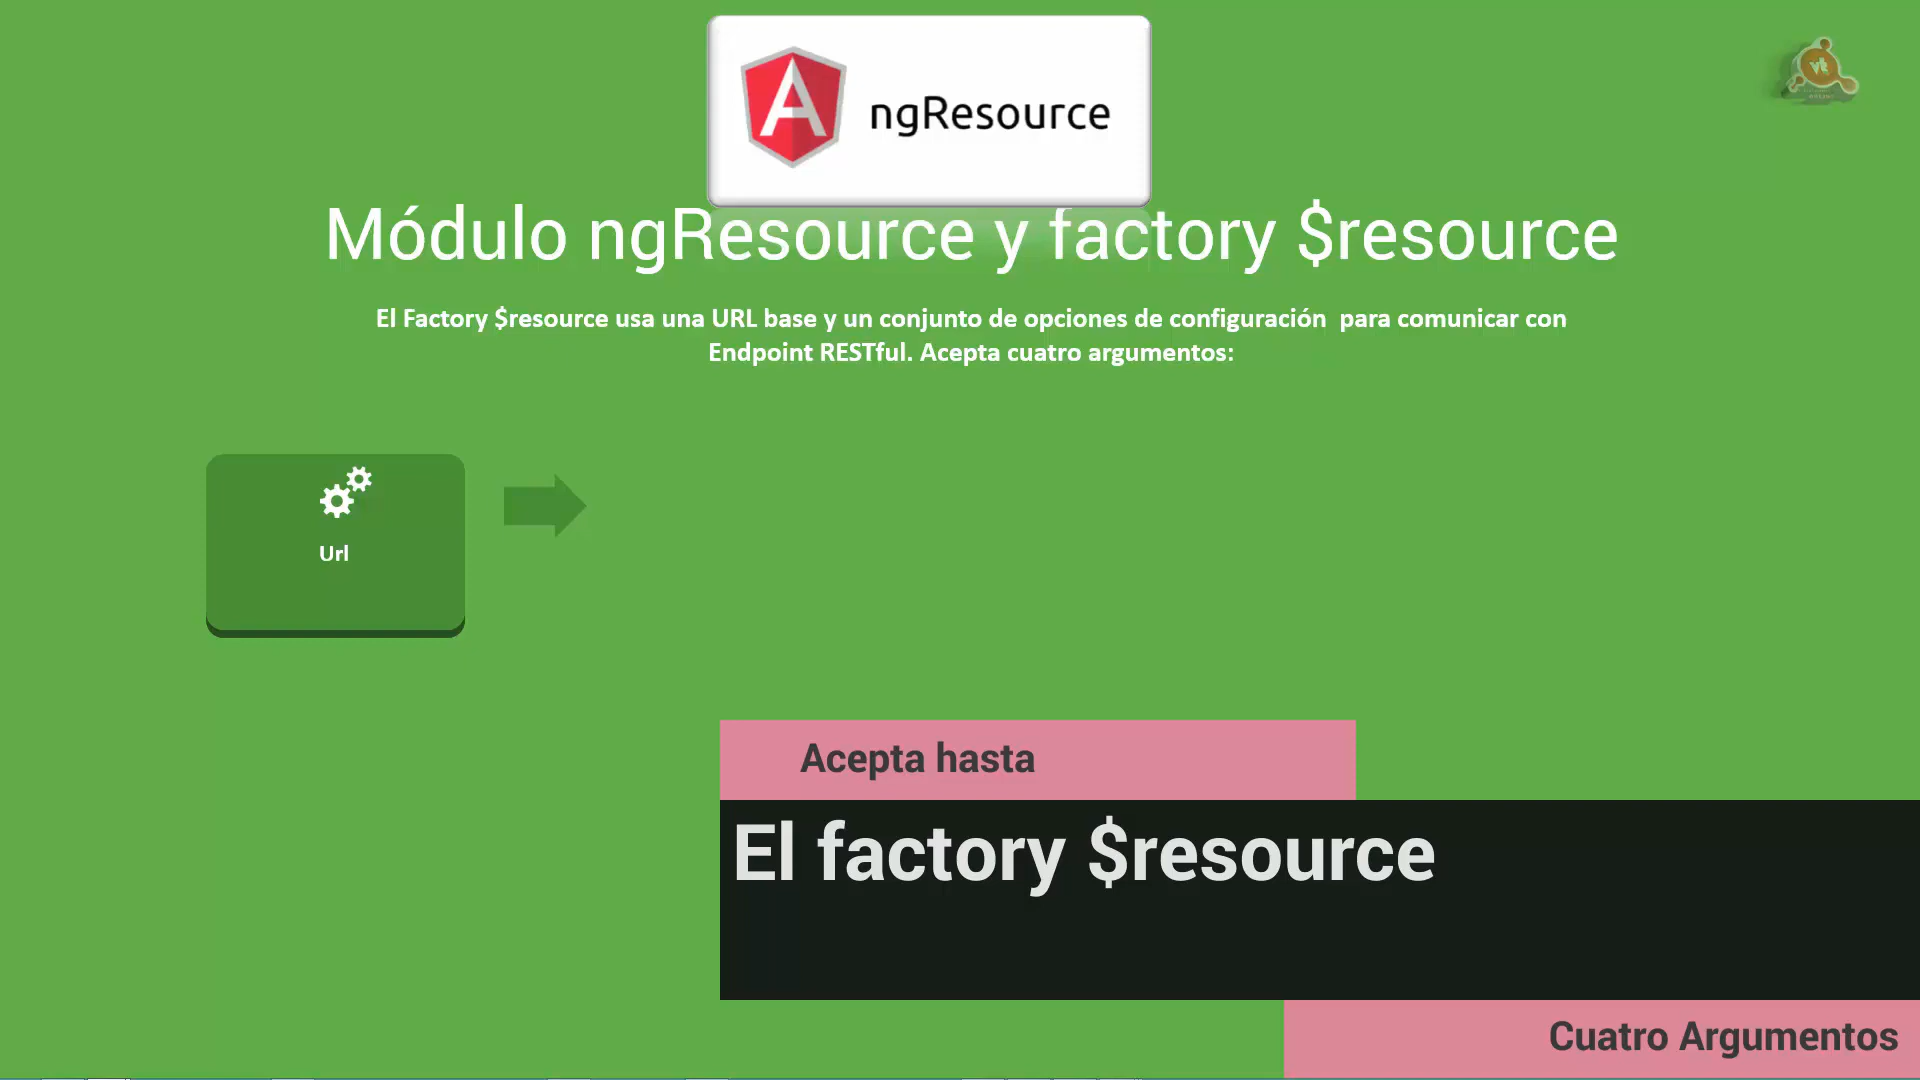 ngResource
Módulo ngResource y factory $resource
El Factory $resource usa una URL base y un conjunto de opciones de configuración para comunicar con
Endpoint RESTful. Acepta cuatro argumentos:
Url
Acepta hasta
El factory $resource
Cuatro Argumentos